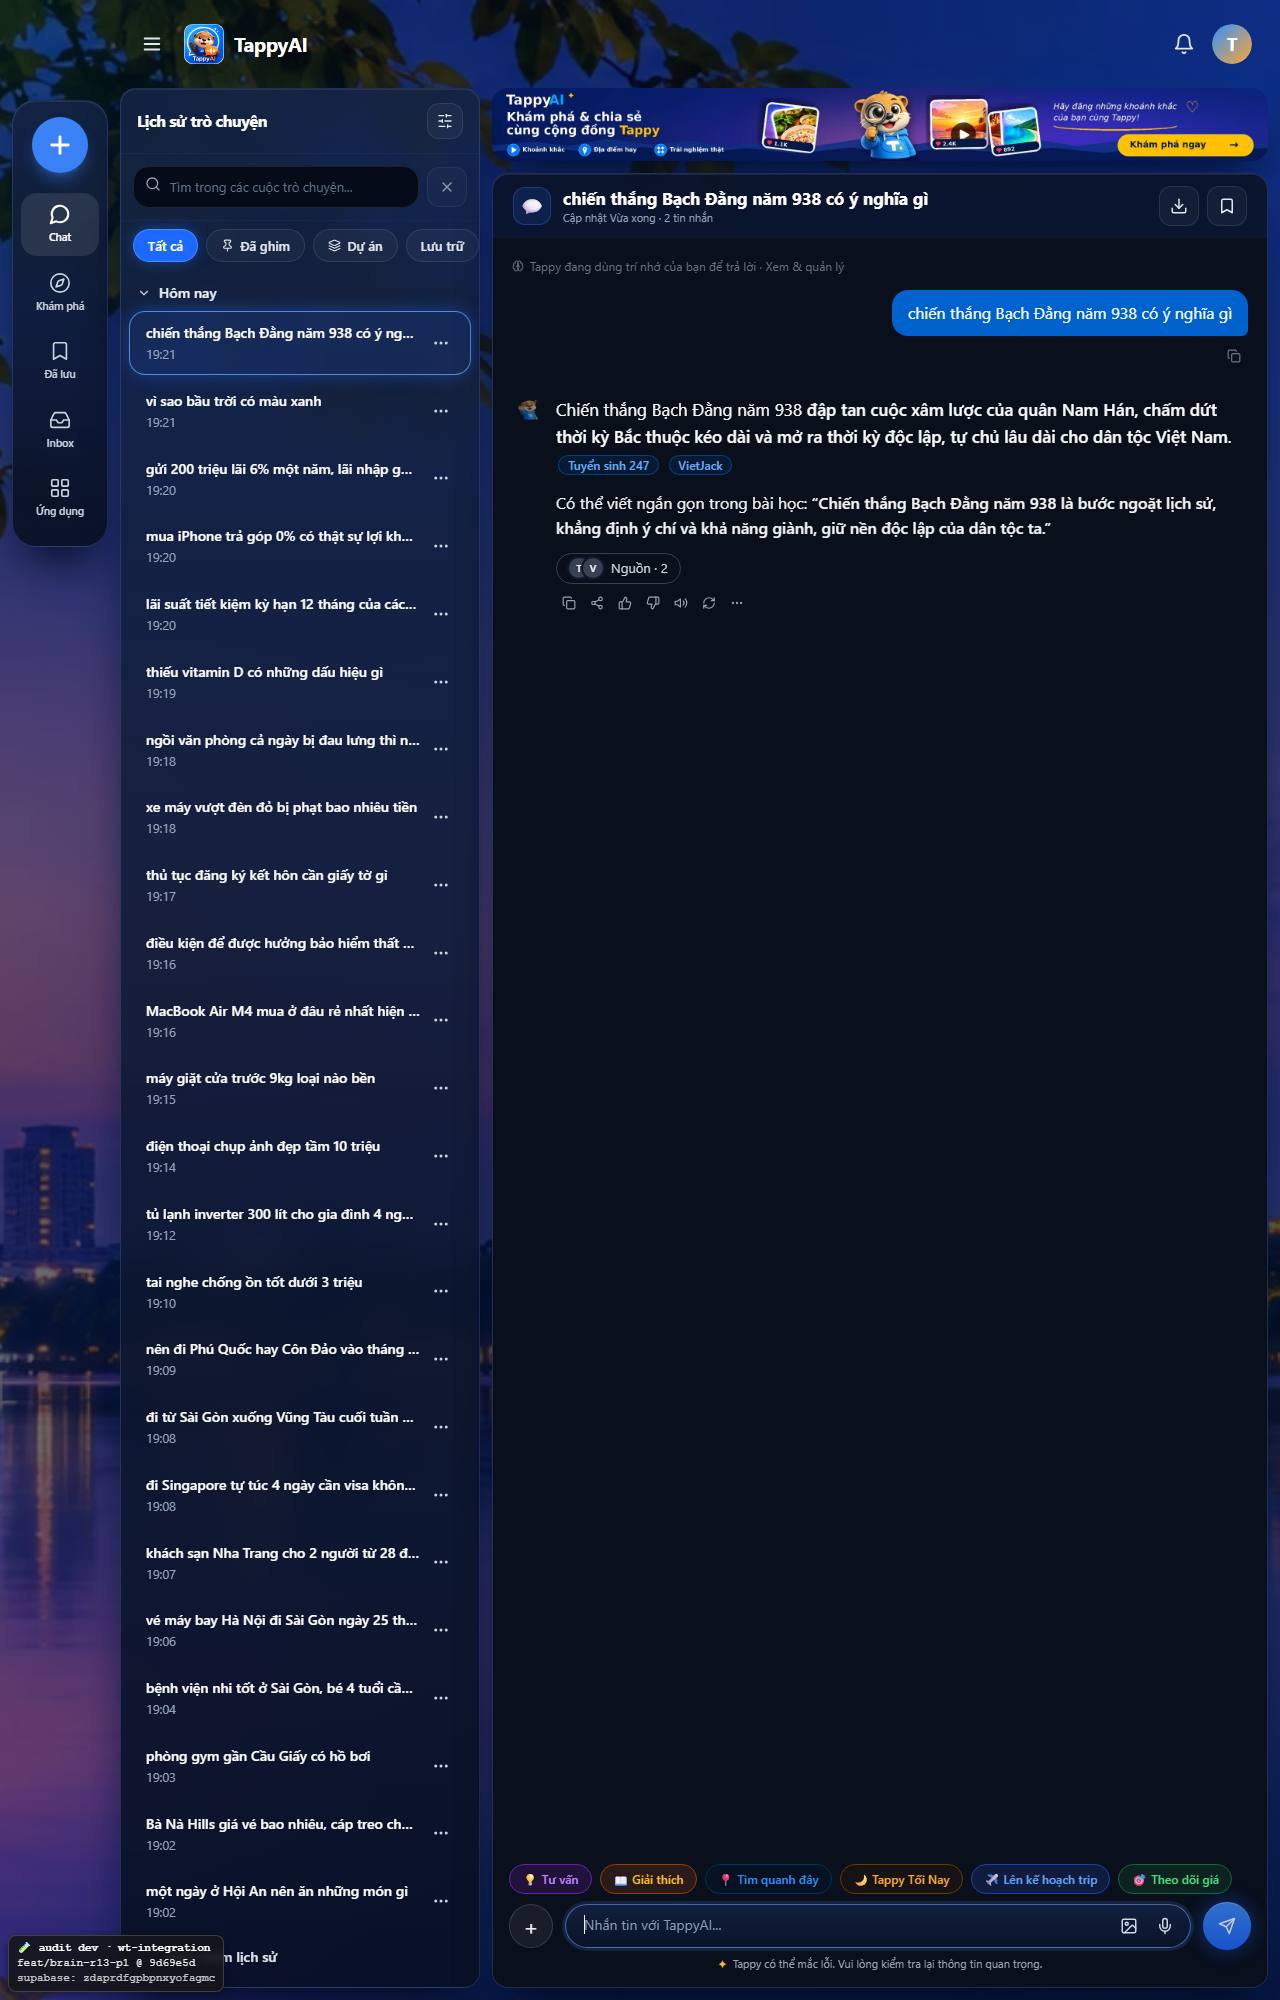 TappyAI
T
TappyAI
Khám phá & chia sẻ
cùng cộng đồng Tappy
Khoảnh khắc
Địa điểm hay
Trải nghiệm thật
1.1K
2.4K
892
Hãy đăng những khoảnh khắc
của bạn cùng Tappy!
Khám phá ngay →
Chat
Khám phá
Đã lưu
Inbox
Ứng dụng
Lịch sử trò chuyện
Tìm trong các cuộc trò chuyện...
Tất cả
Đã ghim
Dự án
Lưu trữ
Hôm nay
chiến thắng Bạch Đằng năm 938 có ý ng...
19:21
vì sao bầu trời có màu xanh
19:21
gửi 200 triệu lãi 6% một năm, lãi nhập g...
19:20
mua iPhone trả góp 0% có thật sự lợi kh...
19:20
lãi suất tiết kiệm kỳ hạn 12 tháng của các...
19:20
thiếu vitamin D có những dấu hiệu gì
19:19
ngồi văn phòng cả ngày bị đau lưng thì n...
19:18
xe máy vượt đèn đỏ bị phạt bao nhiêu tiền
19:18
thủ tục đăng ký kết hôn cần giấy tờ gì
19:17
điều kiện để được hưởng bảo hiểm thất ...
19:16
MacBook Air M4 mua ở đâu rẻ nhất hiện ...
19:16
máy giặt cửa trước 9kg loại nào bền
19:15
điện thoại chụp ảnh đẹp tầm 10 triệu
19:14
tủ lạnh inverter 300 lít cho gia đình 4 ng...
19:12
tai nghe chống ồn tốt dưới 3 triệu
19:10
nên đi Phú Quốc hay Côn Đảo vào tháng ...
19:09
đi từ Sài Gòn xuống Vũng Tàu cuối tuần ...
19:08
đi Singapore tự túc 4 ngày cần visa khôn...
19:08
khách sạn Nha Trang cho 2 người từ 28 đ...
19:07
vé máy bay Hà Nội đi Sài Gòn ngày 25 th...
19:06
bệnh viện nhi tốt ở Sài Gòn, bé 4 tuổi cầ...
19:04
phòng gym gần Cầu Giấy có hồ bơi
19:03
Bà Nà Hills giá vé bao nhiêu, cáp treo ch...
19:02
một ngày ở Hội An nên ăn những món gì
19:02
lịch sử
audit dev · wt-integration
feat/brain-r13-p1 @ 9d69e5d
supabase: zdaprdfgpbpnxyofagmc
chiến thắng Bạch Đằng năm 938 có ý nghĩa gì
Cập nhật Vừa xong · 2 tin nhắn
Tappy đang dùng trí nhớ của bạn để trả lời · Xem & quản lý
chiến thắng Bạch Đằng năm 938 có ý nghĩa gì
Chiến thắng Bạch Đằng năm 938 đập tan cuộc xâm lược của quân Nam Hán, chấm dứt
thời kỳ Bắc thuộc kéo dài và mở ra thời kỳ độc lập, tự chủ lâu dài cho dân tộc Việt Nam.
Tuyển sinh 247 VietJack
Có thể viết ngắn gọn trong bài học: “Chiến thắng Bạch Đằng năm 938 là bước ngoặt lịch sử,
khẳng định ý chí và khả năng giành, giữ nền độc lập của dân tộc ta.”
T V Nguồn · 2
Tư vấn
Giải thích
Tìm quanh đây
Tappy Tối Nay
Lên kế hoạch trip
Theo dõi giá
Nhắn tin với TappyAI...
Tappy có thể mắc lỗi. Vui lòng kiểm tra lại thông tin quan trọng.